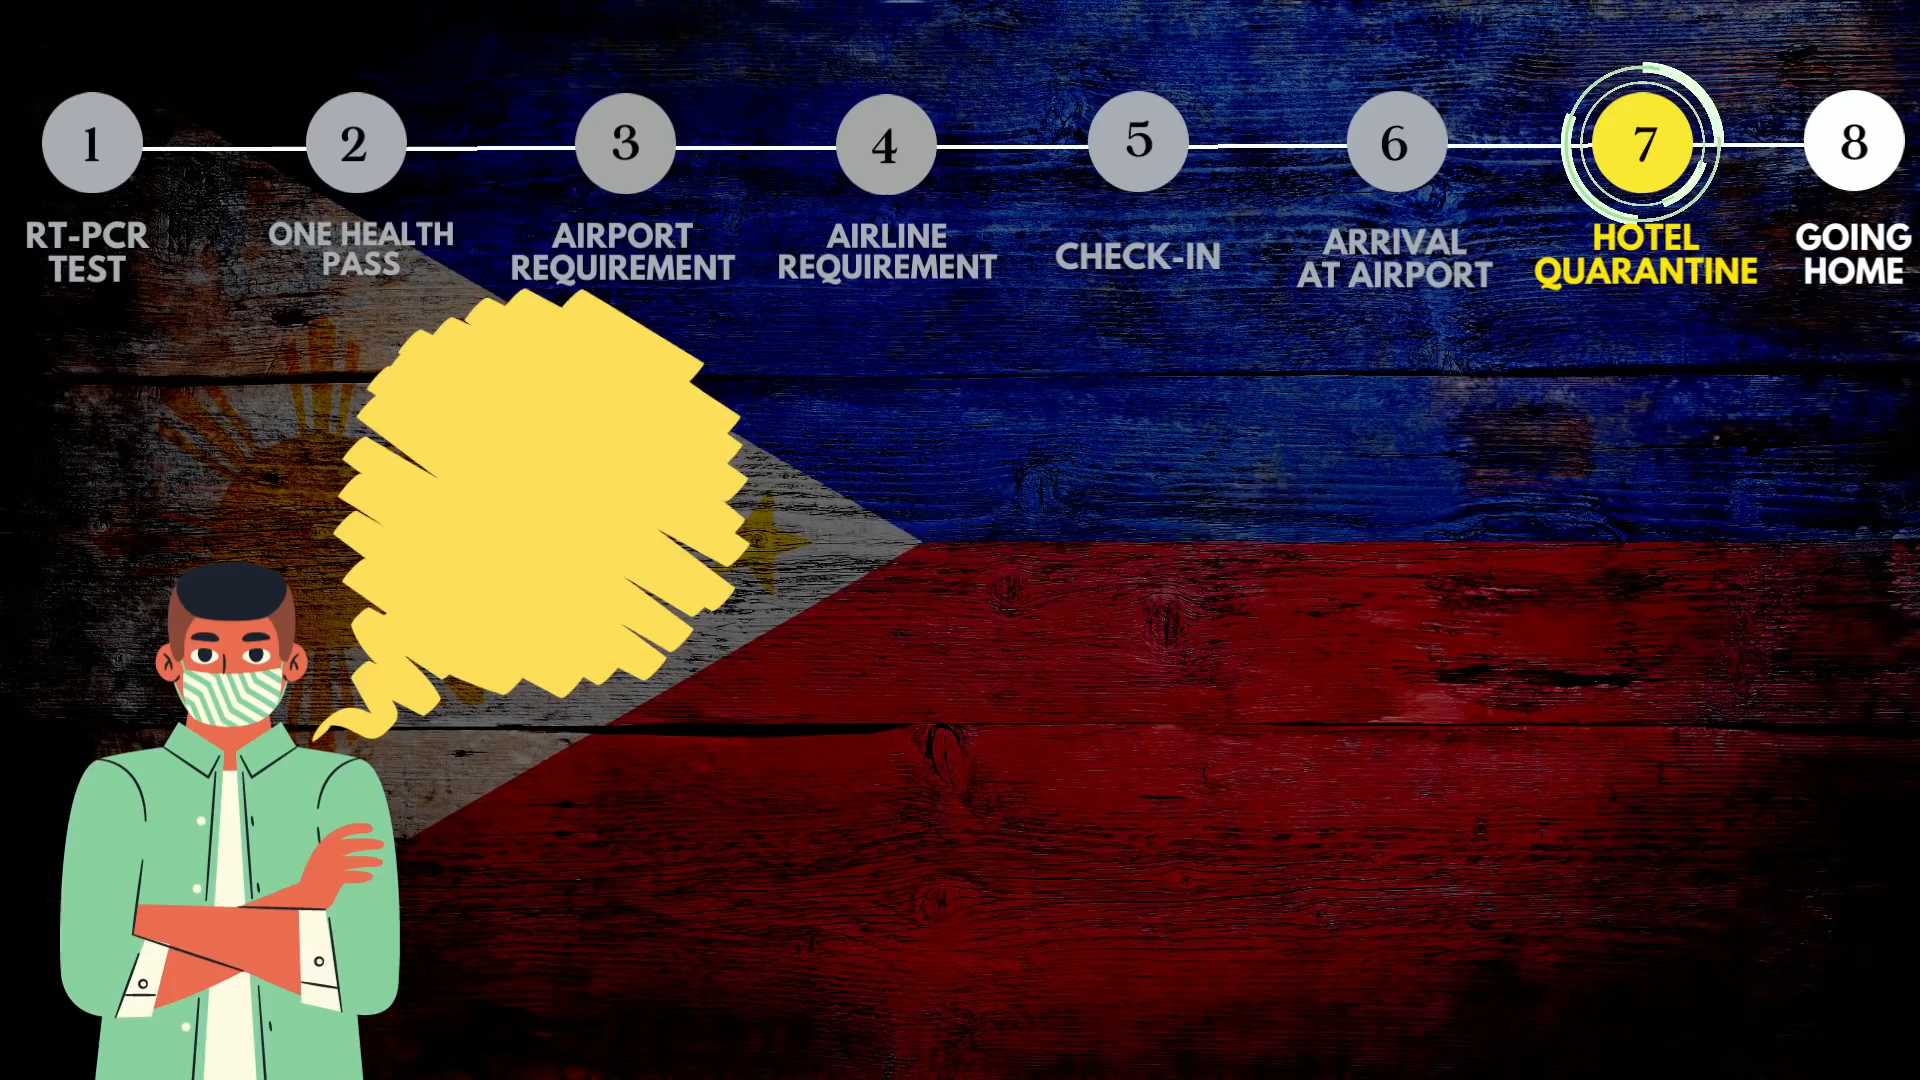 1
2
3
4
5
6
7
8
RT-PCR
TEST
ONE HEALTH
PASS
AIRPORT
REQUIREMENT
AIRLINE
REQUIREMENT
CHECK-IN
ARRIVAL
AT AIRPORT
HOTEL
QUARANTINE
GOING
HOME